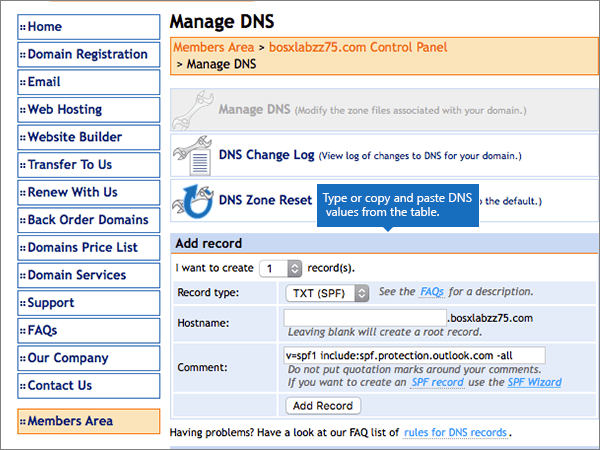 Manage DNS
:: Home
:: Domain Registration
:: Email
:: Web Hosting
:: Website Builder
:: Transfer To Us
:: Renew With Us
:: Back Order Domains
:: Domains Price List
:: Domain Services
:: Support
:: FAQs
:: Our Company
:: Contact Us
:: Members Area
Members Area > bosxlabzz75.com Control Panel
> Manage DNS
Manage DNS (Modify the zone files associated with your domain.)
DNS Change Log (View log of changes to DNS for your domain.)
DNS Zone Reset the default.)
Type or copy and paste DNS
values from the table.
Add record
I want to create 1 record(s).
Record type: TXT (SPF) See the FAQs for a description.
Hostname: .bosxlabzz75.com
Leaving blank will create a root record.
Comment: v=spf1 include:spf.protection.outlook.com -all
Do not put quotation marks around your comments.
If you want to create an SPF record use the SPF Wizard
Add Record
Having problems? Have a look at our FAQ list of rules for DNS records.